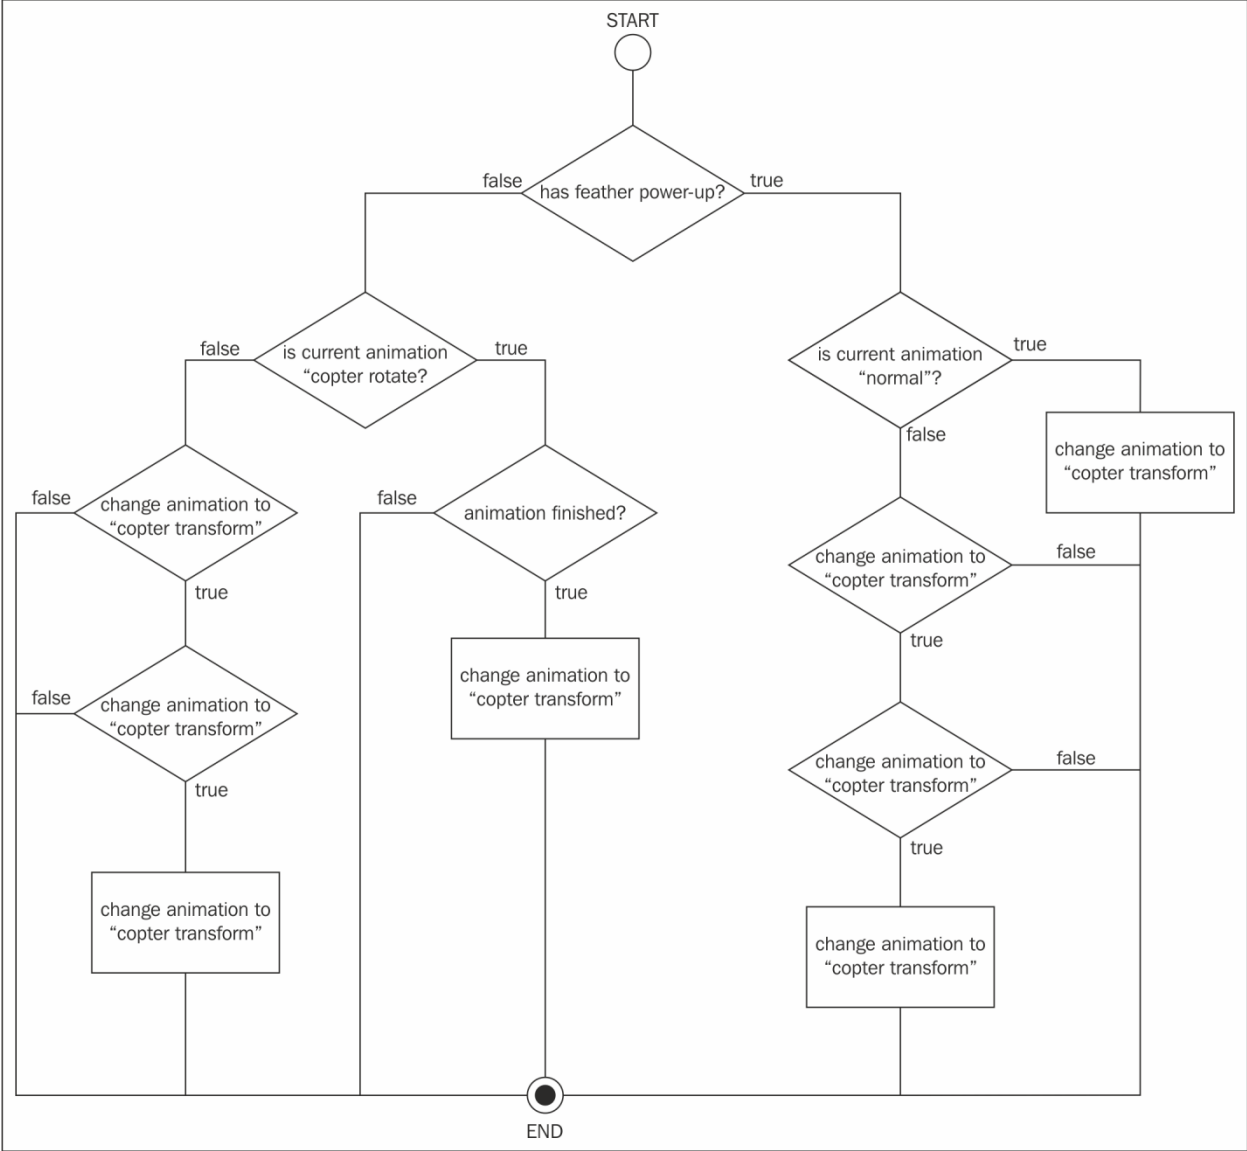 START
has feather power-up?
false
true
is current animation
“copter rotate?
false
true
is current animation
“normal”?
true
false
change animation to
“copter transform”
change animation to
“copter transform”
false
true
animation finished?
false
true
change animation to
“copter transform”
false
true
change animation to
“copter transform”
change animation to
“copter transform”
false
true
change animation to
“copter transform”
false
true
change animation to
“copter transform”
change animation to
“copter transform”
END